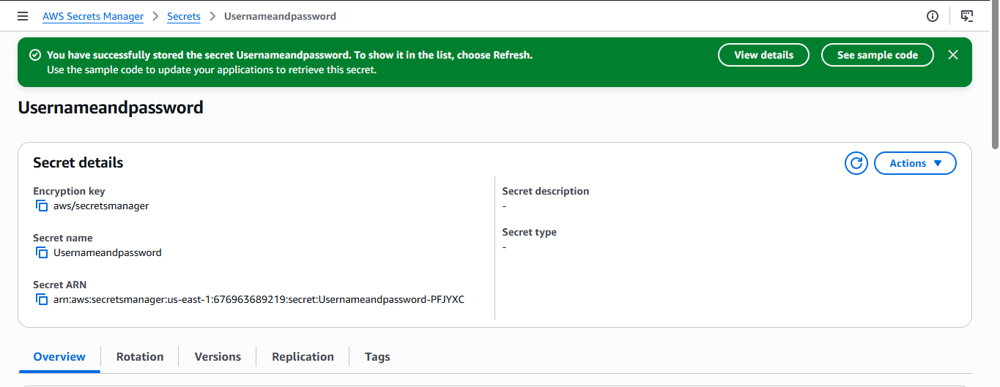 AWS Secrets Manager > Secrets > Usernameandpassword
You have successfully stored the secret Usernameandpassword. To show it in the list, choose Refresh.
Use the sample code to update your applications to retrieve this secret.
View details
See sample code
Usernameandpassword
Secret details
Actions
Encryption key
aws/secretsmanager
Secret name
Usernameandpassword
Secret ARN
arn:aws:secretsmanager:us-east-1:676963689219:secret:Usernameandpassword-PFJYXC
Secret description
-
Secret type
-
Overview
Rotation
Versions
Replication
Tags